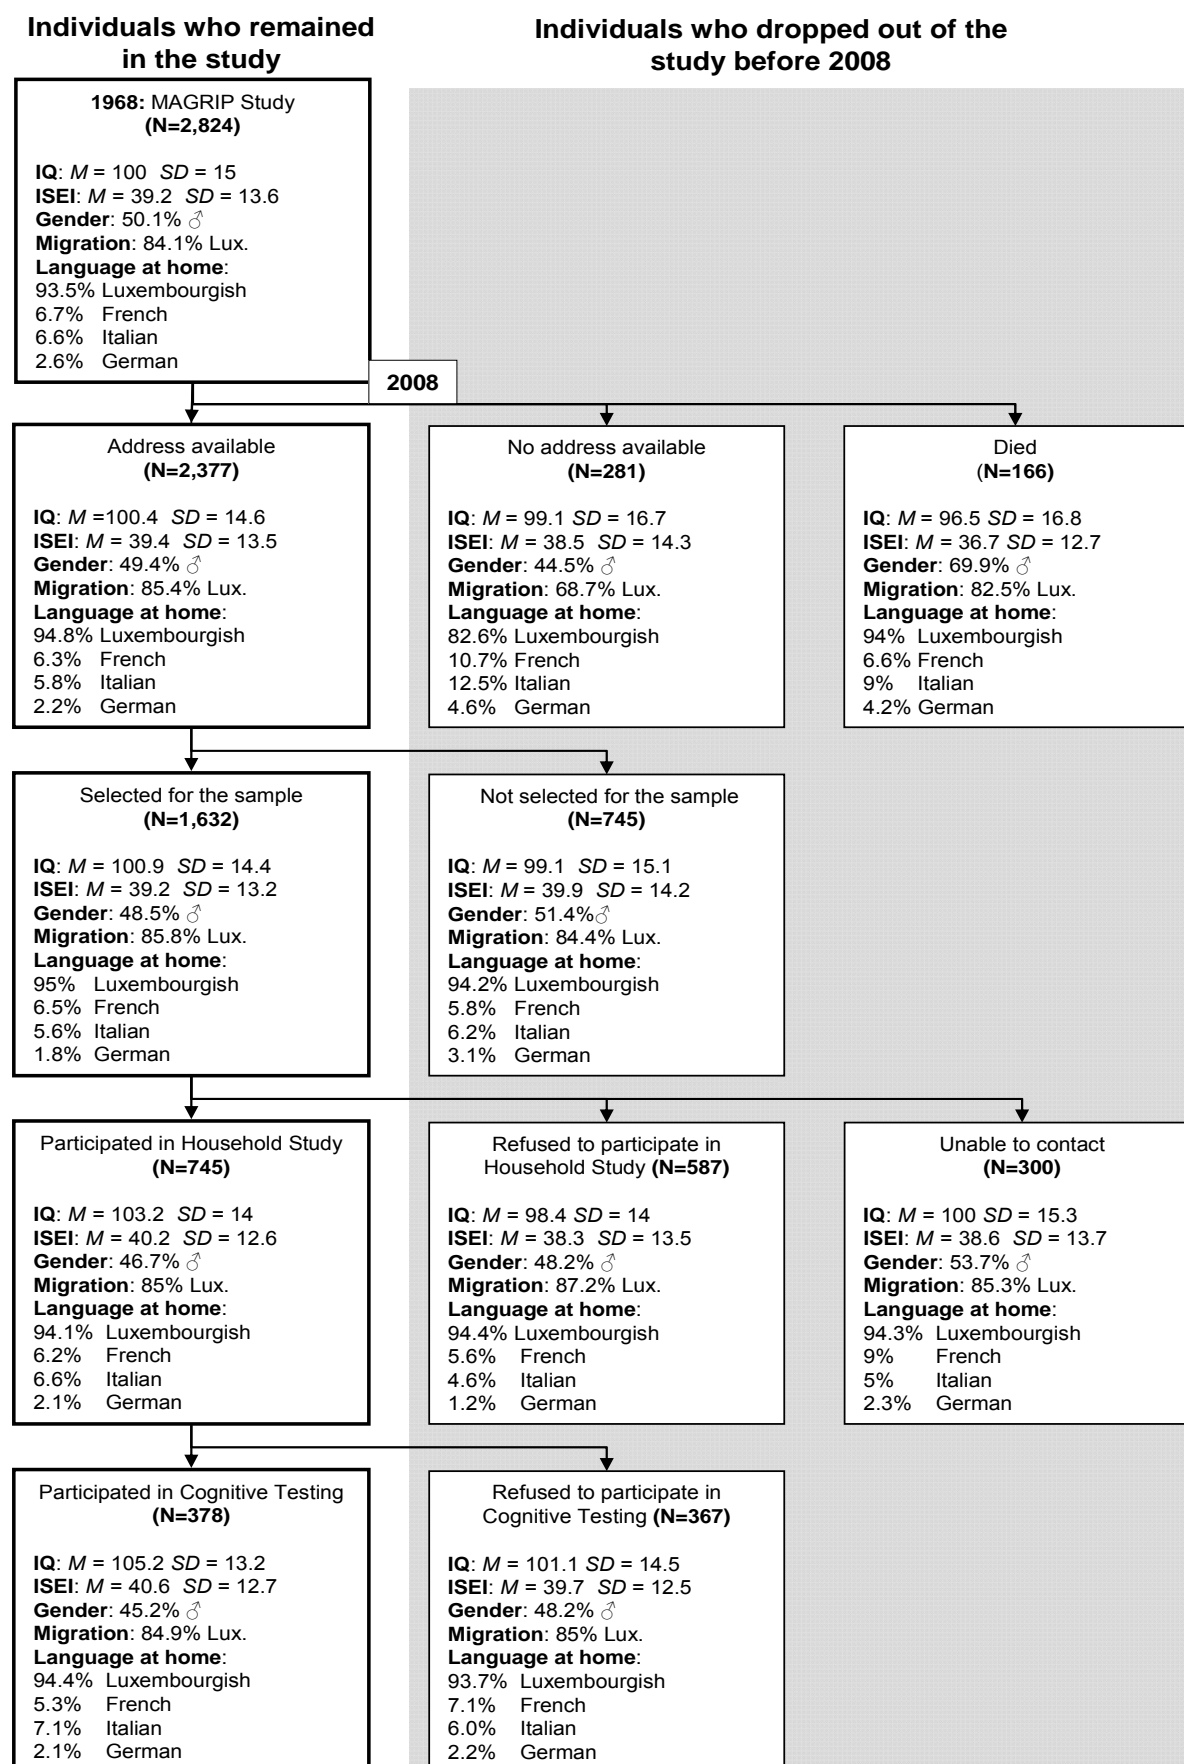 Individuals who remained
in the study
Individuals who dropped out of the
study before 2008
1968: MAGRIP Study
(N=2,824)
IQ: M = 100 SD = 15
ISEI: M = 39.2 SD = 13.6
Gender: 50.1% ♂
Migration: 84.1% Lux.
Language at home:
93.5% Luxembourgish
6.7% French
6.6% Italian
2.6% German
2008
Address available
(N=2,377)
IQ: M =100.4 SD = 14.6
ISEI: M = 39.4 SD = 13.5
Gender: 49.4% ♂
Migration: 85.4% Lux.
Language at home:
94.8% Luxembourgish
6.3% French
5.8% Italian
2.2% German
No address available
(N=281)
IQ: M = 99.1 SD = 16.7
ISEI: M = 38.5 SD = 14.3
Gender: 44.5% ♂
Migration: 68.7% Lux.
Language at home:
82.6% Luxembourgish
10.7% French
12.5% Italian
4.6% German
Died
(N=166)
IQ: M = 96.5 SD = 16.8
ISEI: M = 36.7 SD = 12.7
Gender: 69.9% ♂
Migration: 82.5% Lux.
Language at home:
94% Luxembourgish
6.6% French
9% Italian
4.2% German
Selected for the sample
(N=1,632)
IQ: M = 100.9 SD = 14.4
ISEI: M = 39.2 SD = 13.2
Gender: 48.5% ♂
Migration: 85.8% Lux.
Language at home:
95% Luxembourgish
6.5% French
5.6% Italian
1.8% German
Not selected for the sample
(N=745)
IQ: M = 99.1 SD = 15.1
ISEI: M = 39.9 SD = 14.2
Gender: 51.4%♂
Migration: 84.4% Lux.
Language at home:
94.2% Luxembourgish
5.8% French
6.2% Italian
3.1% German
Participated in Household Study
(N=745)
IQ: M = 103.2 SD = 14
ISEI: M = 40.2 SD = 12.6
Gender: 46.7% ♂
Migration: 85% Lux.
Language at home:
94.1% Luxembourgish
6.2% French
6.6% Italian
2.1% German
Refused to participate in
Household Study (N=587)
IQ: M = 98.4 SD = 14
ISEI: M = 38.3 SD = 13.5
Gender: 48.2% ♂
Migration: 87.2% Lux.
Language at home:
94.4% Luxembourgish
5.6% French
4.6% Italian
1.2% German
Unable to contact
(N=300)
IQ: M = 100 SD = 15.3
ISEI: M = 38.6 SD = 13.7
Gender: 53.7% ♂
Migration: 85.3% Lux.
Language at home:
94.3% Luxembourgish
9% French
5% Italian
2.3% German
Participated in Cognitive Testing
(N=378)
IQ: M = 105.2 SD = 13.2
ISEI: M = 40.6 SD = 12.7
Gender: 45.2% ♂
Migration: 84.9% Lux.
Language at home:
94.4% Luxembourgish
5.3% French
7.1% Italian
2.1% German
Refused to participate in
Cognitive Testing (N=367)
IQ: M = 101.1 SD = 14.5
ISEI: M = 39.7 SD = 12.5
Gender: 48.2% ♂
Migration: 85% Lux.
Language at home:
93.7% Luxembourgish
7.1% French
6.0% Italian
2.2% German